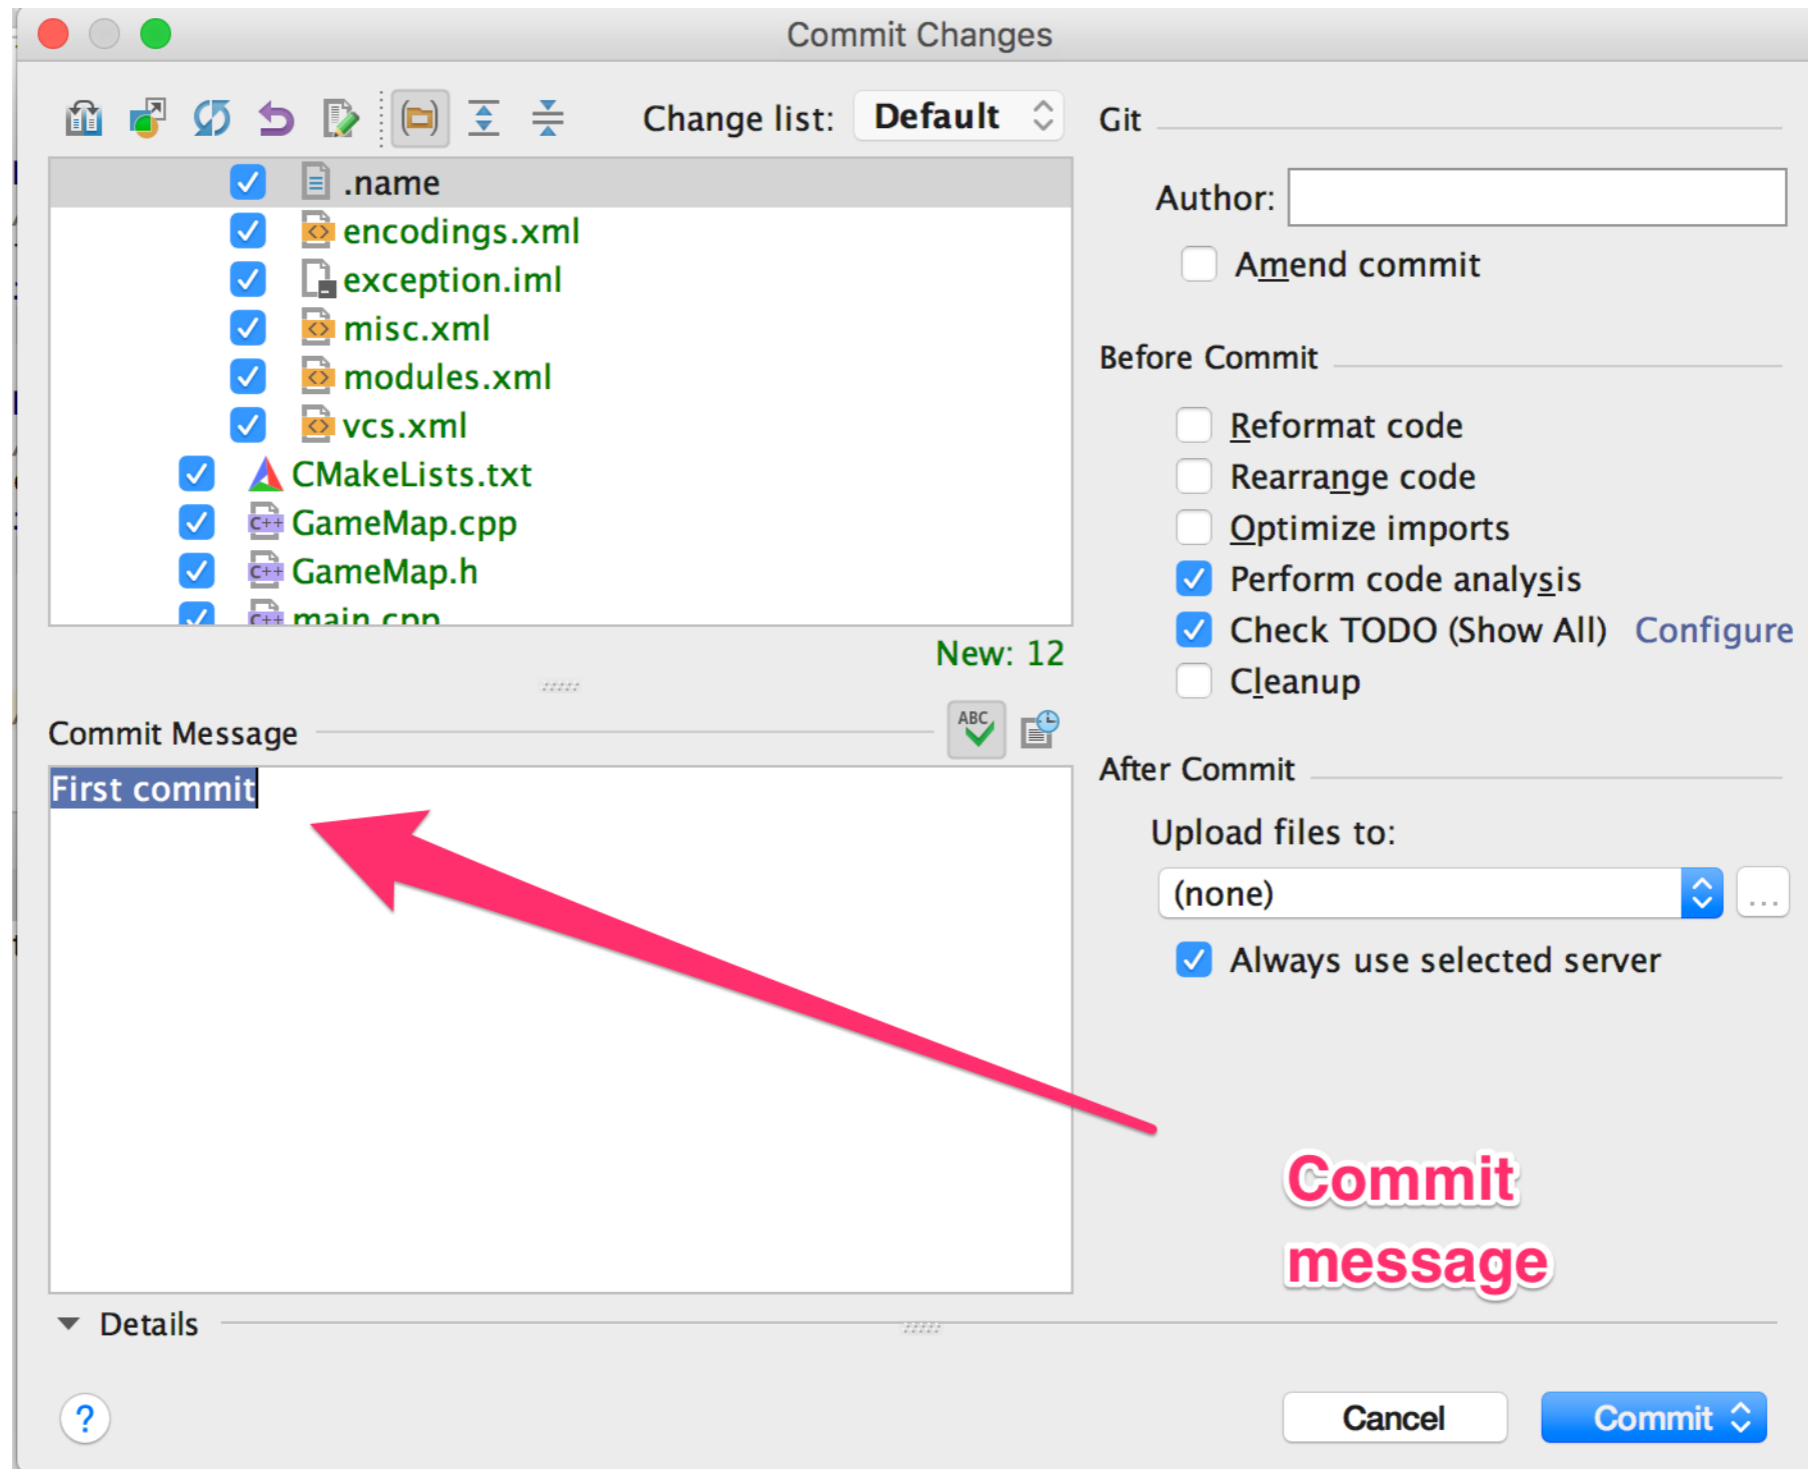 Commit Changes
Change list: Default
.name
encodings.xml
exception.iml
misc.xml
modules.xml
vcs.xml
CMakeLists.txt
C++ GameMap.cpp
C++ GameMap.h
C++ main.cpp
New: 12
Commit Message
ABC
First commit
Git
Author:
Amend commit
Before Commit
Reformat code
Rearrange code
Optimize imports
Perform code analysis
Check TODO (Show All) Configure
Cleanup
After Commit
Upload files to:
(none)
...
Always use selected server
Commit
message
Details
?
Cancel
Commit